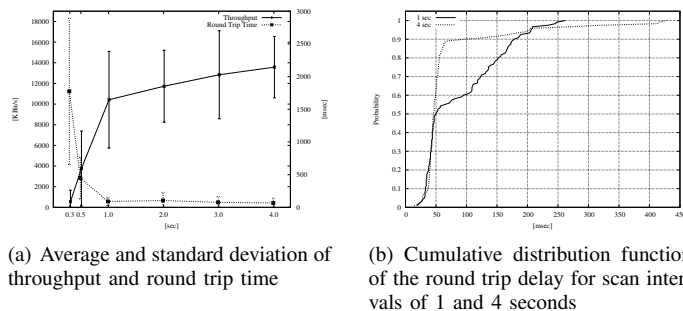 Throughput
Round Trip Time
18000
16000
14000
12000
10000
8000
6000
4000
2000
0
[KBit/s]
3000
2500
2000
1500
1000
500
0
[msec]
0.3 0.5 1.0 2.0 3.0 4.0
[sec]
(a) Average and standard deviation of
throughput and round trip time
1 sec
4 sec
1
0.9
0.8
0.7
0.6
0.5
0.4
0.3
0.2
0.1
0
Probability
0 50 100 150 200 250 300 350 400 45
[msec]
(b) Cumulative distribution function
of the round trip delay for scan inter-
vals of 1 and 4 seconds